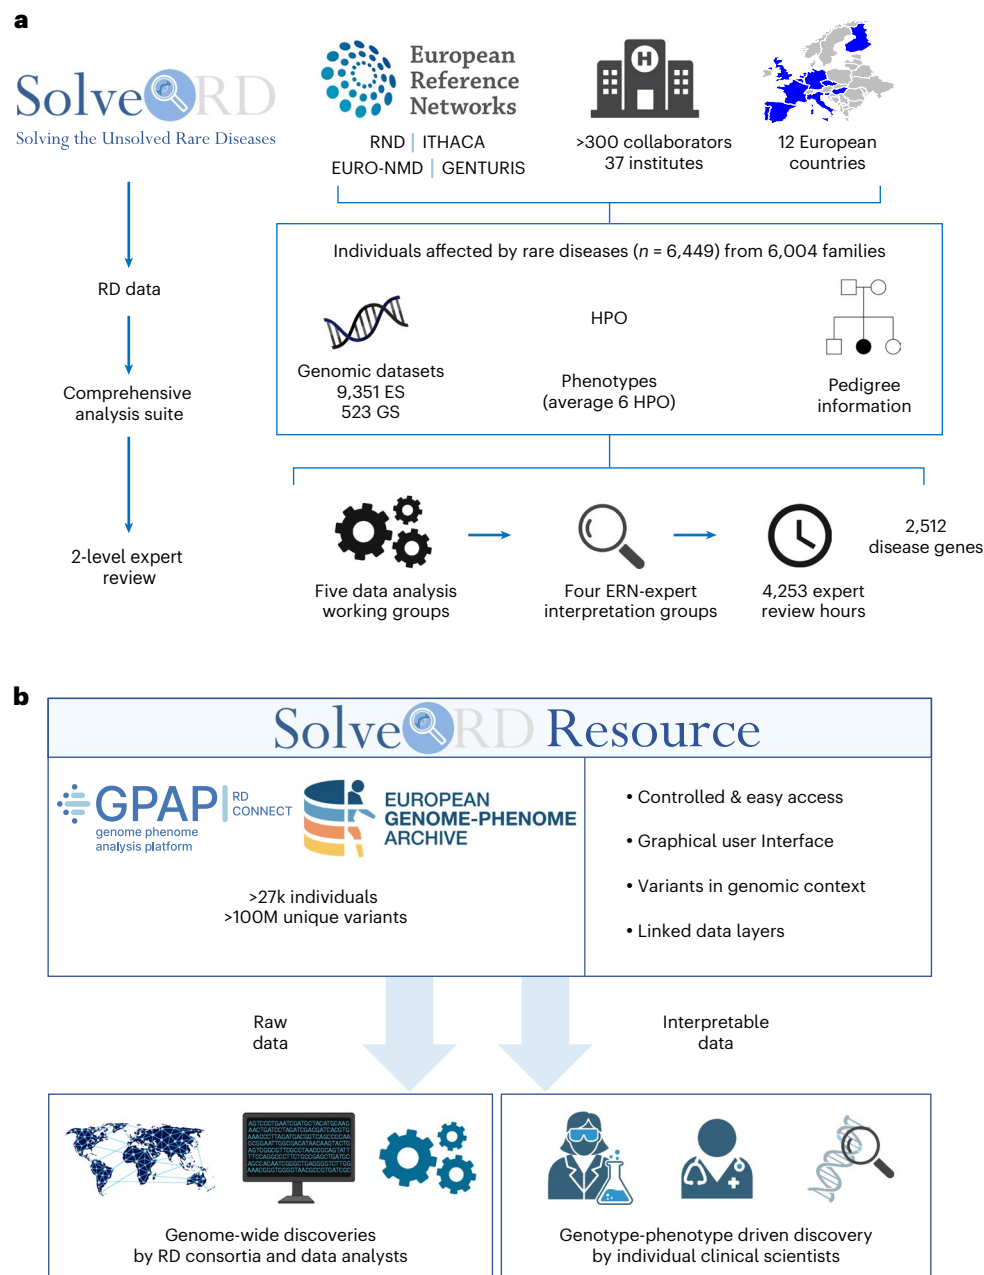 a
Solve RD
Solving the Unsolved Rare Diseases
European
Reference
Networks
RND | ITHACA
EURO-NMD | GENTURIS
H
>300 collaborators
37 institutes
12 European
countries
RD data
Comprehensive
analysis suite
2-level expert
review
Individuals affected by rare diseases (n = 6,449) from 6,004 families
Genomic datasets
9,351 ES
523 GS
HPO
Phenotypes
(average 6 HPO)
Pedigree
information
Five data analysis
working groups
Four ERN-expert
interpretation groups
4,253 expert
review hours
2,512
disease genes
b
Solve RD Resource
GPAP | RD
CONNECT
genome phenome
analysis platform
EUROPEAN
GENOME-PHENOME
ARCHIVE
>27k individuals
>100M unique variants
• Controlled & easy access
• Graphical user Interface
• Variants in genomic context
• Linked data layers
Raw
data
Interpretable
data
Genome-wide discoveries
by RD consortia and data analysts
Genotype-phenotype driven discovery
by individual clinical scientists